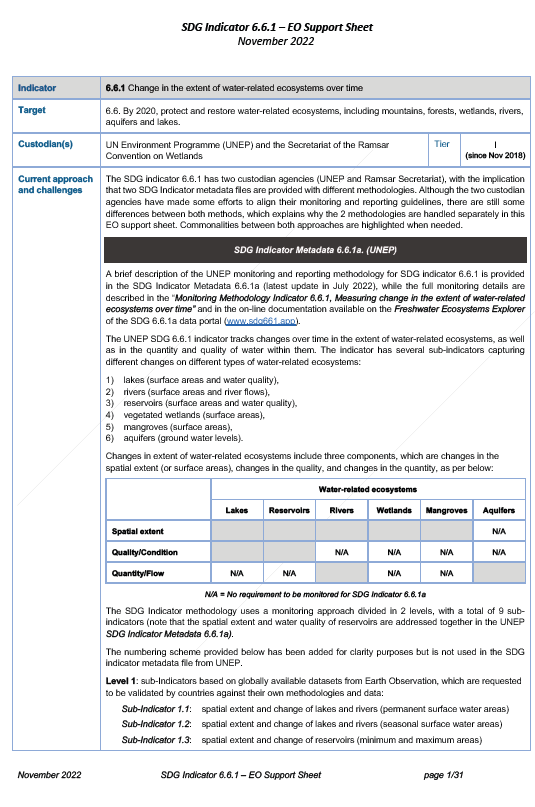 SDG Indicator 6.6.1 – EO Support Sheet
November 2022
Indicator
6.6.1 Change in the extent of water-related ecosystems over time
Target
6.6. By 2020, protect and restore water-related ecosystems, including mountains, forests, wetlands, rivers,
aquifers and lakes.
Custodian(s)
UN Environment Programme (UNEP) and the Secretariat of the Ramsar
Convention on Wetlands
Tier
I
(since Nov 2018)
Current approach
and challenges
The SDG indicator 6.6.1 has two custodian agencies (UNEP and Ramsar Secretariat), with the implication
that two SDG Indicator metadata files are provided with different methodologies. Although the two custodian
agencies have made some efforts to align their monitoring and reporting guidelines, there are still some
differences between both methods, which explains why the 2 methodologies are handled separately in this
EO support sheet. Commonalities between both approaches are highlighted when needed.
SDG Indicator Metadata 6.6.1a. (UNEP)
A brief description of the UNEP monitoring and reporting methodology for SDG indicator 6.6.1 is provided
in the SDG Indicator Metadata 6.6.1a (latest update in July 2022), while the full monitoring details are
described in the “Monitoring Methodology Indicator 6.6.1, Measuring change in the extent of water-related
ecosystems over time” and in the on-line documentation available on the Freshwater Ecosystems Explorer
of the SDG 6.6.1a data portal (www.sdg661.app).
The UNEP SDG 6.6.1 indicator tracks changes over time in the extent of water-related ecosystems, as well
as in the quantity and quality of water within them. The indicator has several sub-indicators capturing
different changes on different types of water-related ecosystems:
1) lakes (surface areas and water quality),
2) rivers (surface areas and river flows),
3) reservoirs (surface areas and water quality),
4) vegetated wetlands (surface areas),
5) mangroves (surface areas),
6) aquifers (ground water levels).
Changes in extent of water-related ecosystems include three components, which are changes in the
spatial extent (or surface areas), changes in the quality, and changes in the quantity, as per below:
Water-related ecosystems
Lakes Reservoirs Rivers Wetlands Mangroves Aquifers
Spatial extent N/A
Quality/Condition N/A N/A N/A N/A
Quantity/Flow N/A N/A N/A N/A
N/A = No requirement to be monitored for SDG Indicator 6.6.1a
The SDG Indicator methodology uses a monitoring approach divided in 2 levels, with a total of 9 sub-
indicators (note that the spatial extent and water quality of reservoirs are addressed together in the UNEP
SDG Indicator Metadata 6.6.1a).
The numbering scheme provided below has been added for clarity purposes but is not used in the SDG
indicator metadata file from UNEP.
Level 1: sub-Indicators based on globally available datasets from Earth Observation, which are requested
to be validated by countries against their own methodologies and data:
Sub-Indicator 1.1: spatial extent and change of lakes and rivers (permanent surface water areas)
Sub-Indicator 1.2: spatial extent and change of lakes and rivers (seasonal surface water areas)
Sub-Indicator 1.3: spatial extent and change of reservoirs (minimum and maximum areas)
November 2022 SDG Indicator 6.6.1 – EO Support Sheet page 1/31